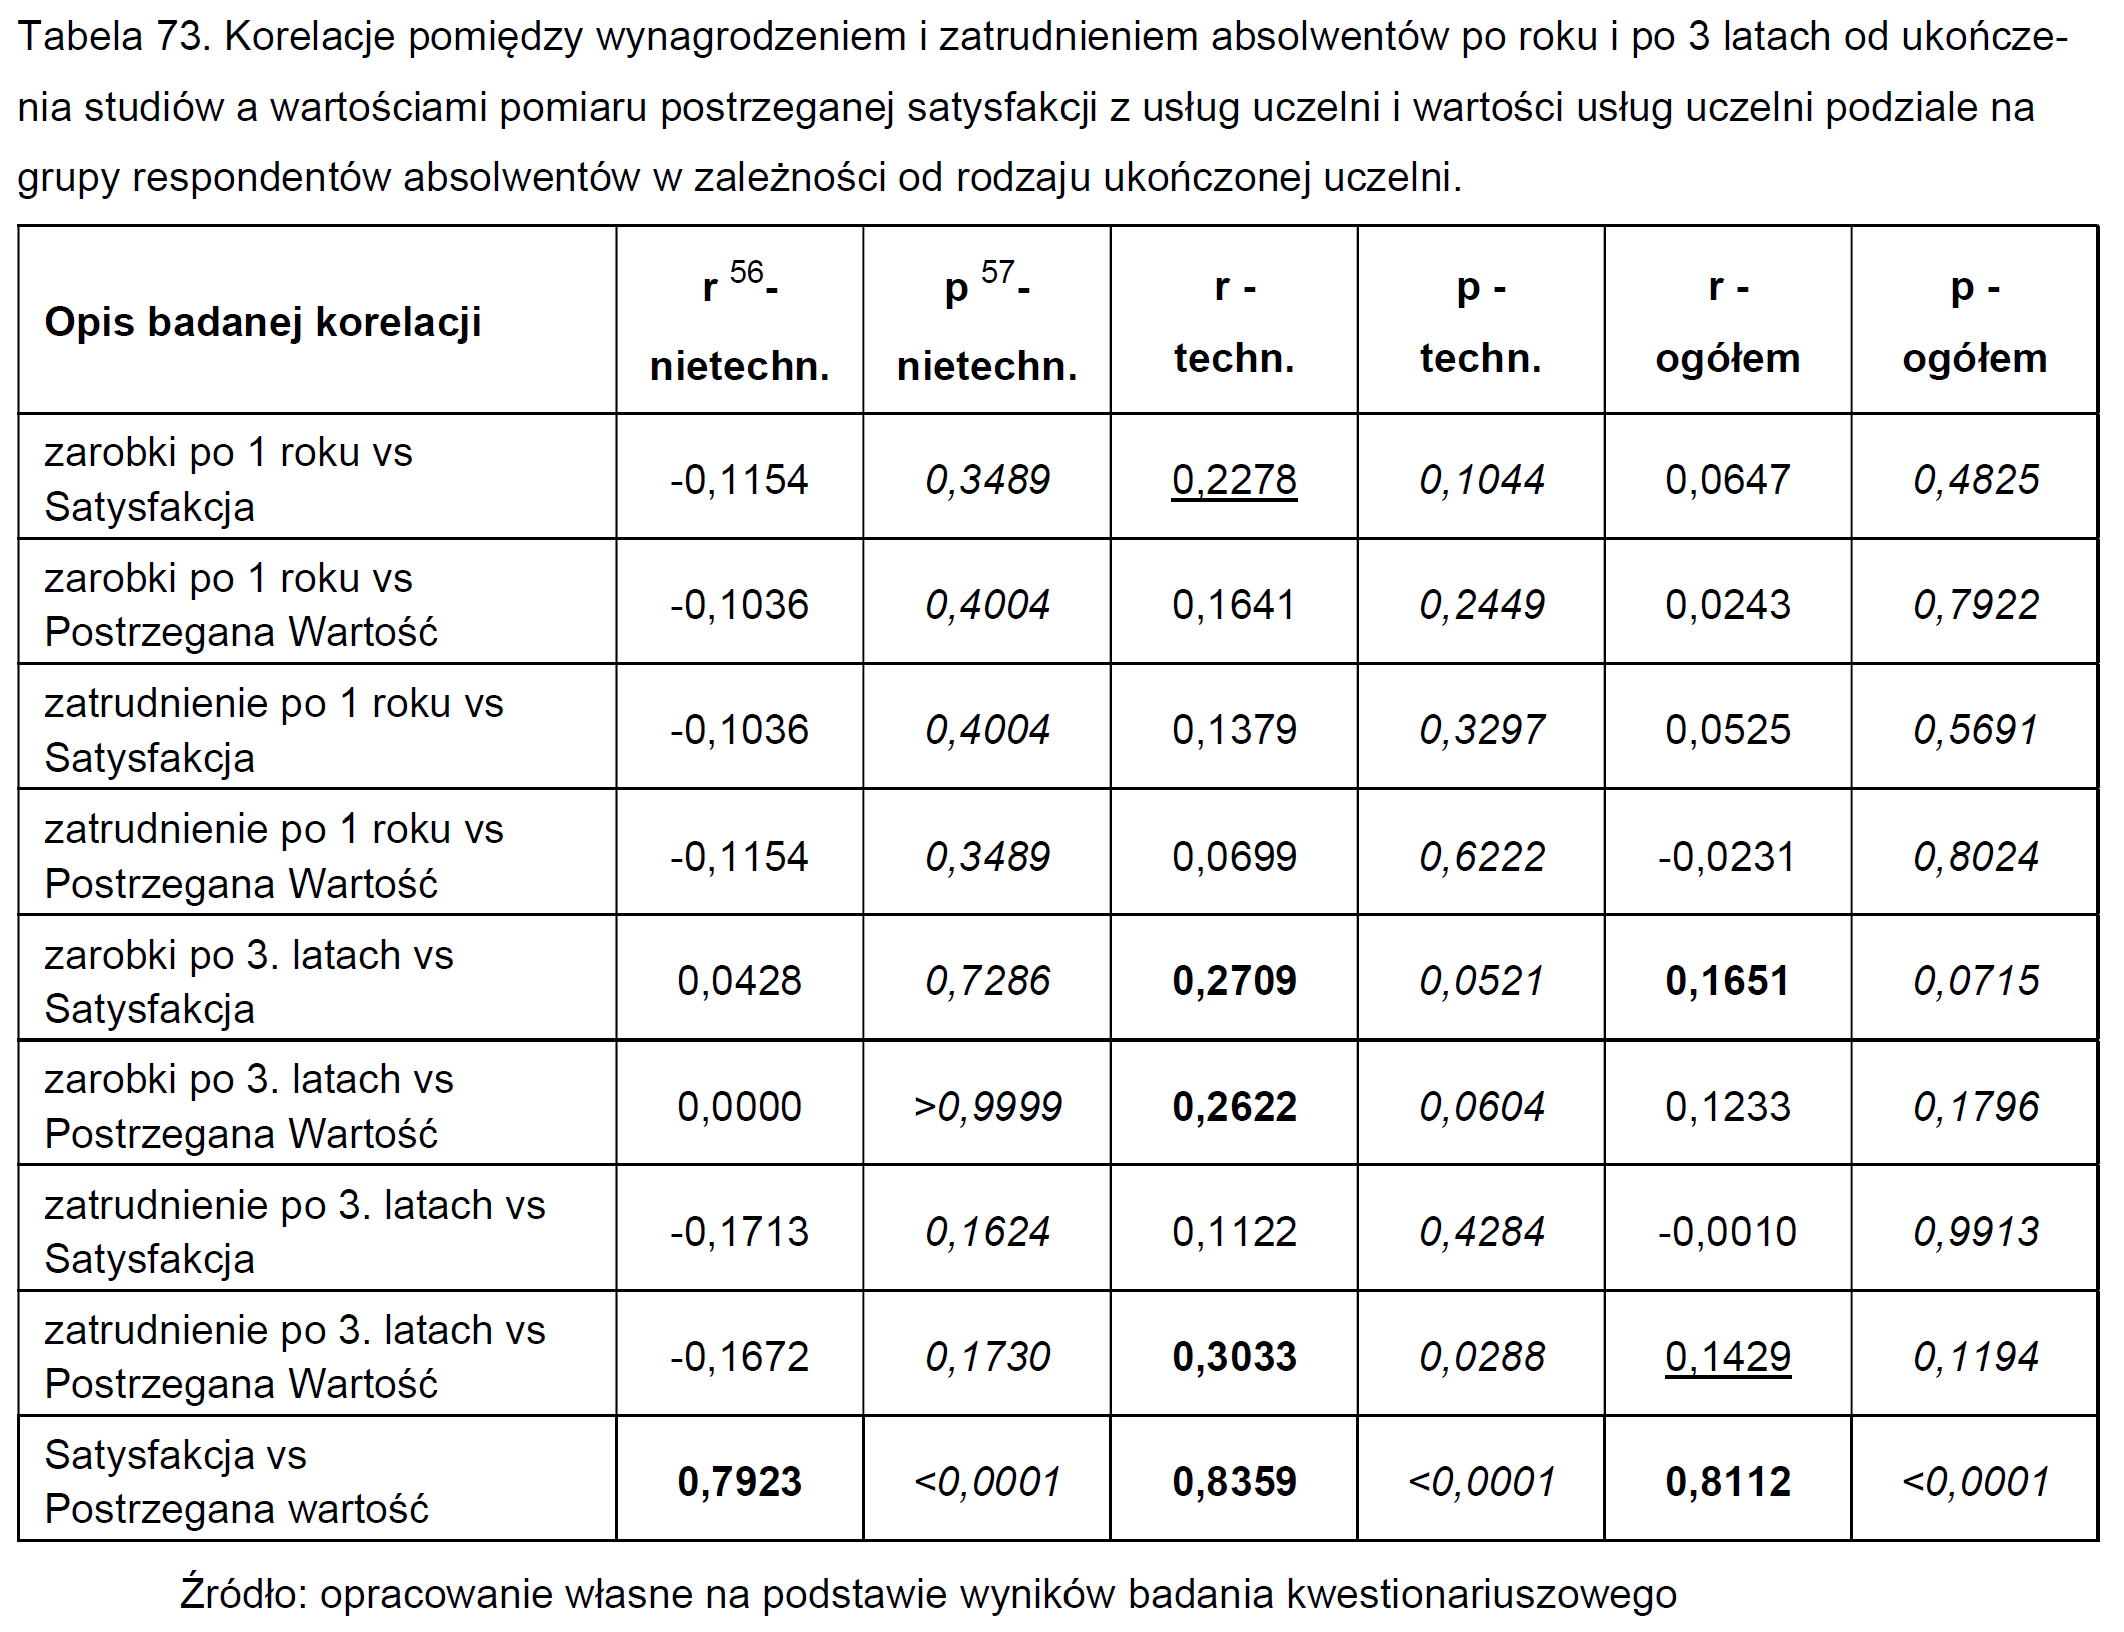 Tabela 73. Korelacje pomiędzy wynagrodzeniem i zatrudnieniem absolwentów po roku i po 3 latach od ukończe-
nia studiów a wartościami pomiaru postrzeganej satysfakcji z usług uczelni i wartości usług uczelni podziale na
grupy respondentów absolwentów w zależności od rodzaju ukończonej uczelni.
Opis badanej korelacji | r 56- nietechn. | p 57- nietechn. | r - techn. | p - techn. | r - ogółem | p - ogółem
zarobki po 1 roku vs Satysfakcja | -0,1154 | 0,3489 | 0,2278 | 0,1044 | 0,0647 | 0,4825
zarobki po 1 roku vs Postrzegana Wartość | -0,1036 | 0,4004 | 0,1641 | 0,2449 | 0,0243 | 0,7922
zatrudnienie po 1 roku vs Satysfakcja | -0,1036 | 0,4004 | 0,1379 | 0,3297 | 0,0525 | 0,5691
zatrudnienie po 1 roku vs Postrzegana Wartość | -0,1154 | 0,3489 | 0,0699 | 0,6222 | -0,0231 | 0,8024
zarobki po 3. latach vs Satysfakcja | 0,0428 | 0,7286 | 0,2709 | 0,0521 | 0,1651 | 0,0715
zarobki po 3. latach vs Postrzegana Wartość | 0,0000 | >0,9999 | 0,2622 | 0,0604 | 0,1233 | 0,1796
zatrudnienie po 3. latach vs Satysfakcja | -0,1713 | 0,1624 | 0,1122 | 0,4284 | -0,0010 | 0,9913
zatrudnienie po 3. latach vs Postrzegana Wartość | -0,1672 | 0,1730 | 0,3033 | 0,0288 | 0,1429 | 0,1194
Satysfakcja vs Postrzegana wartość | 0,7923 | <0,0001 | 0,8359 | <0,0001 | 0,8112 | <0,0001
Źródło: opracowanie własne na podstawie wyników badania kwestionariuszowego